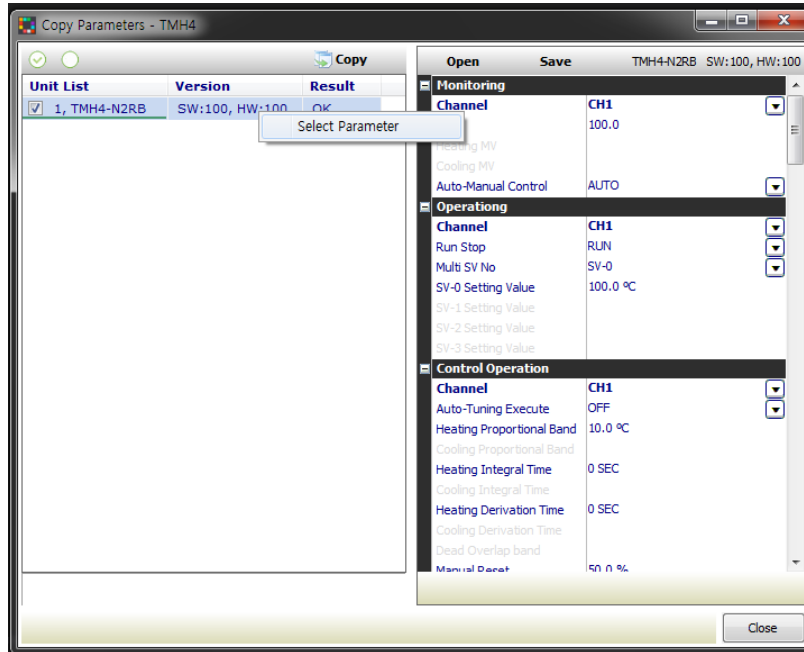 Copy Parameters - TMH4
Copy
Unit List Version Result
1, TMH4-N2RB SW:100, HW:100 OK
Select Parameter
Open Save TMH4-N2RB SW:100, HW:100
Monitoring
Channel CH1
100.0
Heating MV
Cooling MV
Auto-Manual Control AUTO
Operationg
Channel CH1
Run Stop RUN
Multi SV No SV-0
SV-0 Setting Value 100.0 ºC
SV-1 Setting Value
SV-2 Setting Value
SV-3 Setting Value
Control Operation
Channel CH1
Auto-Tuning Execute OFF
Heating Proportional Band 10.0 ºC
Cooling Proportional Band
Heating Integral Time 0 SEC
Cooling Integral Time
Heating Derivation Time 0 SEC
Cooling Derivation Time
Dead Overlap band
Manual Reset 50.0 %
Close